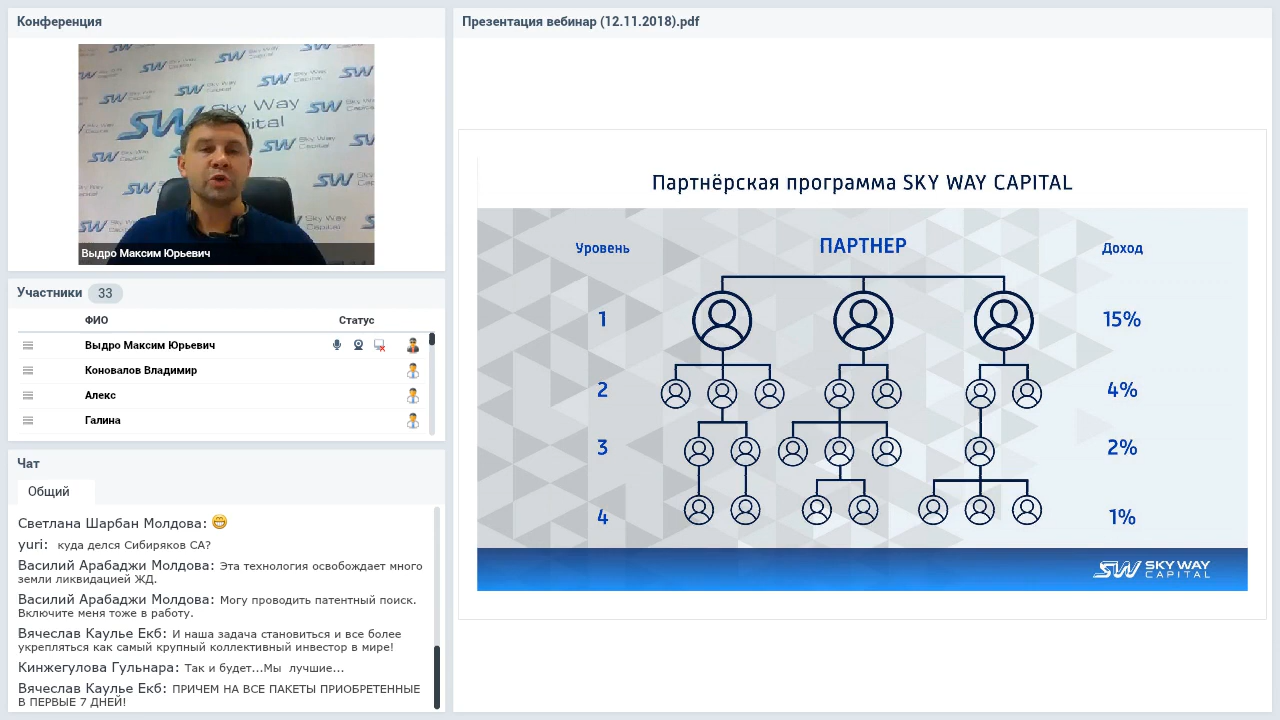 Конференция
SW Sky Way Capital
Выдро Максим Юрьевич
Участники 33
ФИО Статус
Выдро Максим Юрьевич
Коновалов Владимир
Алекс
Галина
Чат
Общий
Светлана Шарбан Молдова:
yuri: куда делся Сибиряков СА?
Василий Арабаджи Молдова: Эта технология освобождает много
земли ликвидацией ЖД.
Василий Арабаджи Молдова: Могу проводить патентный поиск.
Включите меня тоже в работу.
Вячеслав Каулье Екб: И наша задача становиться и все более
укрепляться как самый крупный коллективный инвестор в мире!
Кинжегулова Гульнара: Так и будет...Мы лучшие...
Вячеслав Каулье Екб: ПРИЧЕМ НА ВСЕ ПАКЕТЫ ПРИОБРЕТЕННЫЕ
В ПЕРВЫЕ 7 ДНЕЙ!
Презентация вебинар (12.11.2018).pdf
Партнёрская программа SKY WAY CAPITAL
Уровень ПАРТНЕР Доход
1 15%
2 4%
3 2%
4 1%
SW SKY WAY
CAPITAL